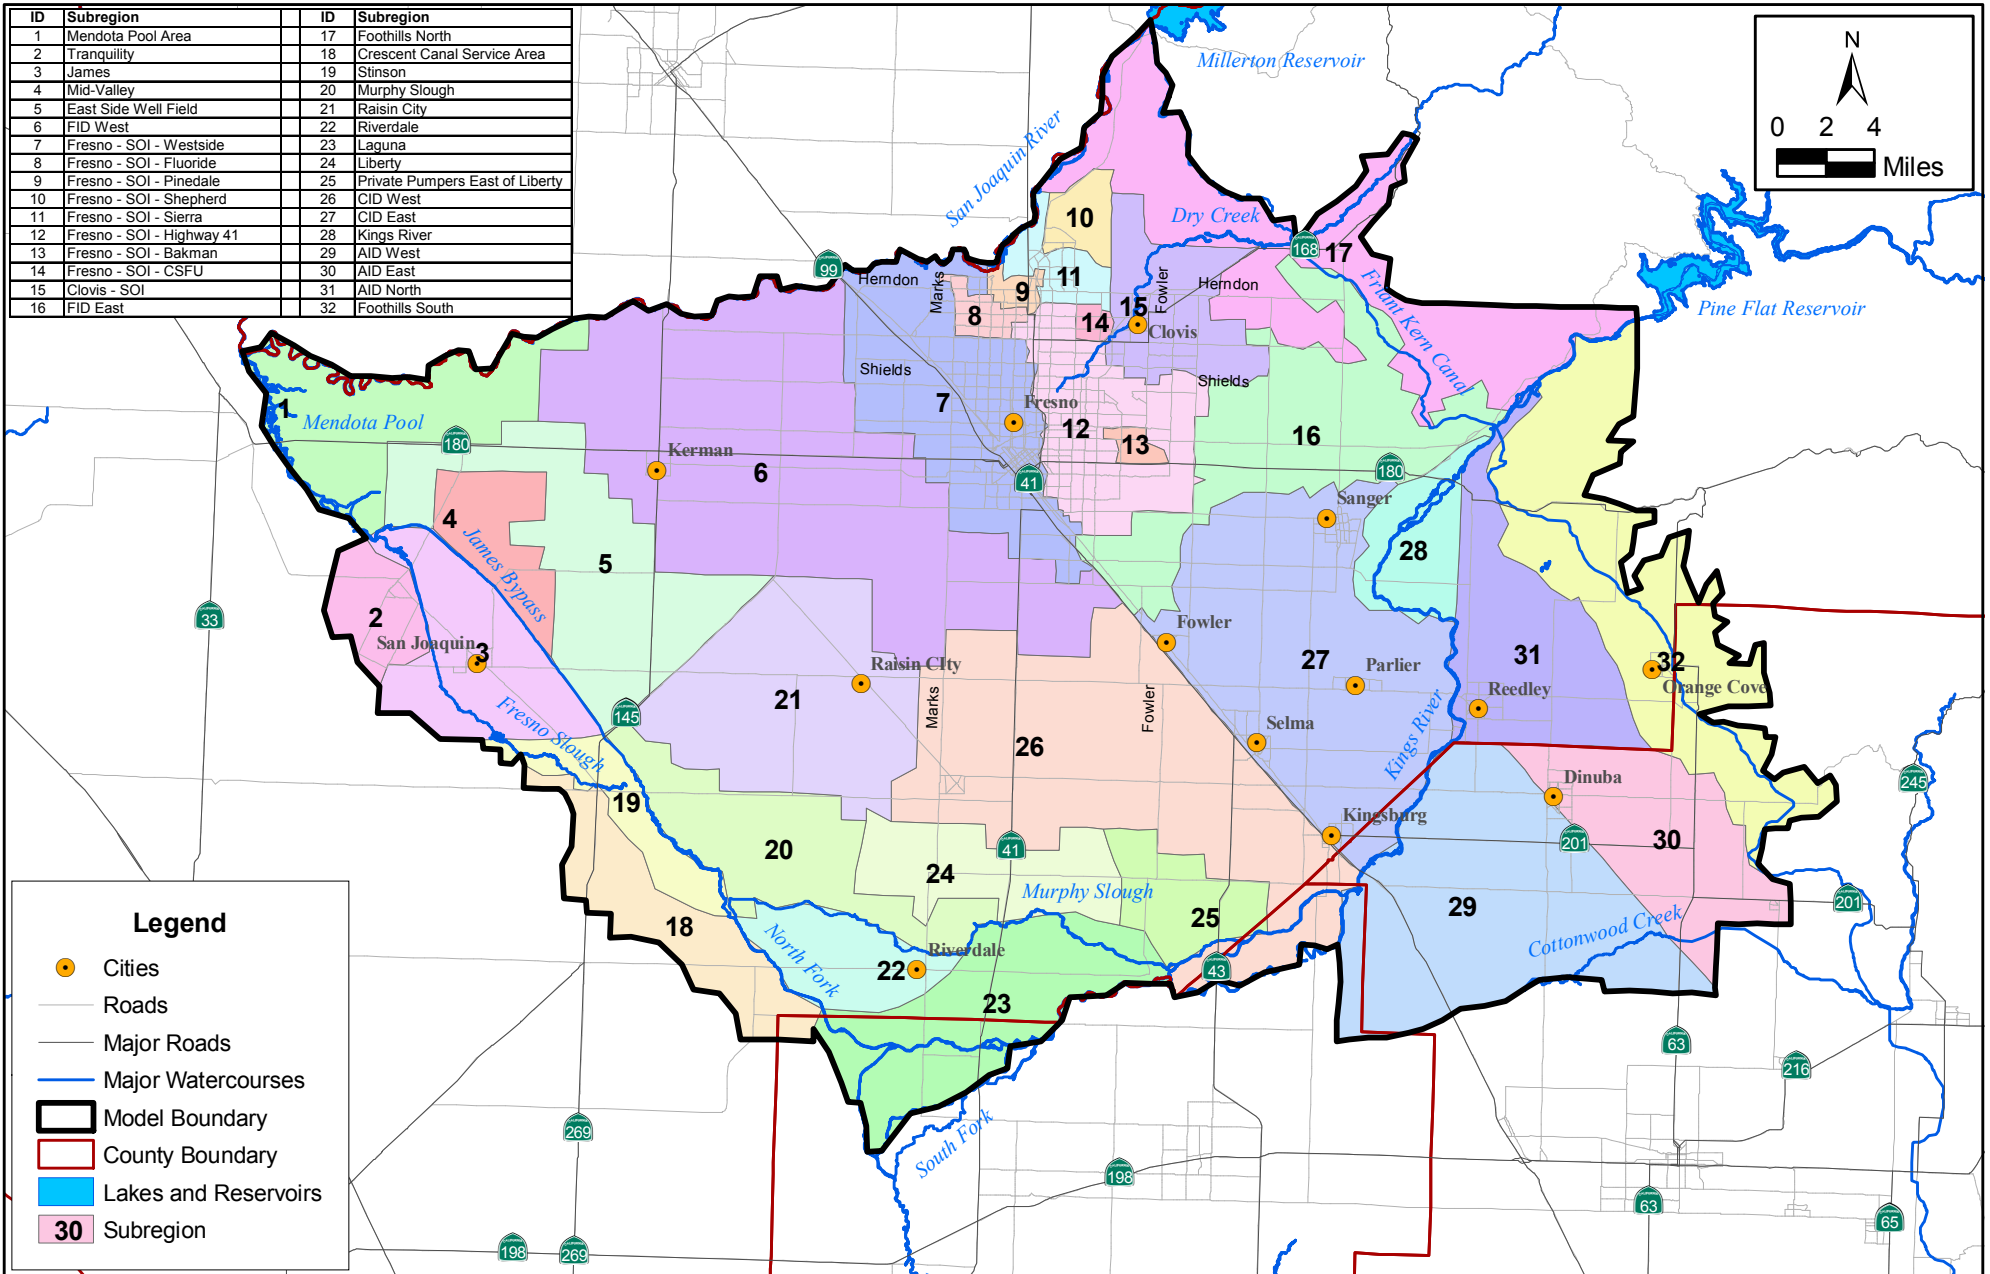 ID Subregion ID Subregion
1 Mendota Pool Area 17 Foothills North
2 Tranquility 18 Crescent Canal Service Area
3 James 19 Stinson
4 Mid-Valley 20 Murphy Slough
5 East Side Well Field 21 Raisin City
6 FID West 22 Riverdale
7 Fresno - SOI - Westside 23 Laguna
8 Fresno - SOI - Fluoride 24 Liberty
9 Fresno - SOI - Pinedale 25 Private Pumpers East of Liberty
10 Fresno - SOI - Shepherd 26 CID West
11 Fresno - SOI - Sierra 27 CID East
12 Fresno - SOI - Highway 41 28 Kings River
13 Fresno - SOI - Bakman 29 AID West
14 Fresno - SOI - CSFU 30 AID East
15 Clovis - SOI 31 AID North
16 FID East 32 Foothills South
N
0 2 4
Miles
Millerton Reservoir
San Joaquin River
Dry Creek
10
168
17
99
Herndon
Marks
9
11
Fowler
Herndon
Friant Kern Canal
Pine Flat Reservoir
8
14
15
Clovis
Shields
Shields
1
Mendota Pool
7
Fresno
12
13
16
180
Kerman
6
41
180
Sanger
4
James Bypass
5
28
33
2
San Joaquin
3
Fowler
Raisin CIty
27
Parlier
31
32
Orange Cove
Reedley
21
Marks
Fowler
145
Fresno Slough
Selma
26
Kings River
Dinuba
245
19
Kingsburg
20
41
201
30
24
Murphy Slough
201
18
25
29
Cottonwood Creek
North Fork
Riverdale
22
43
23
63
216
269
South Fork
198
63
65
198
269
Legend
Cities
Roads
Major Roads
Major Watercourses
Model Boundary
County Boundary
Lakes and Reservoirs
30 Subregion